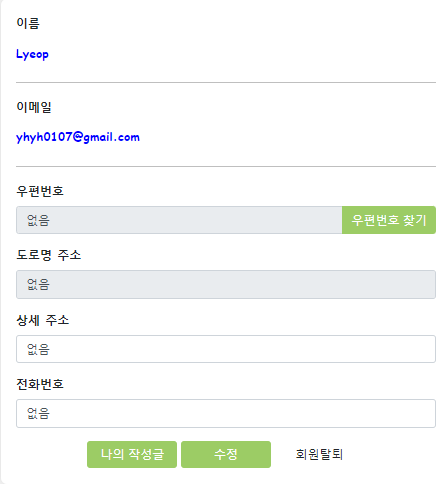 이름
Lyeop
이메일
yhyh0107@gmail.com
우편번호
없음 우편번호 찾기
도로명 주소
없음
상세 주소
없음
전화번호
없음
나의 작성글 수정 회원탈퇴